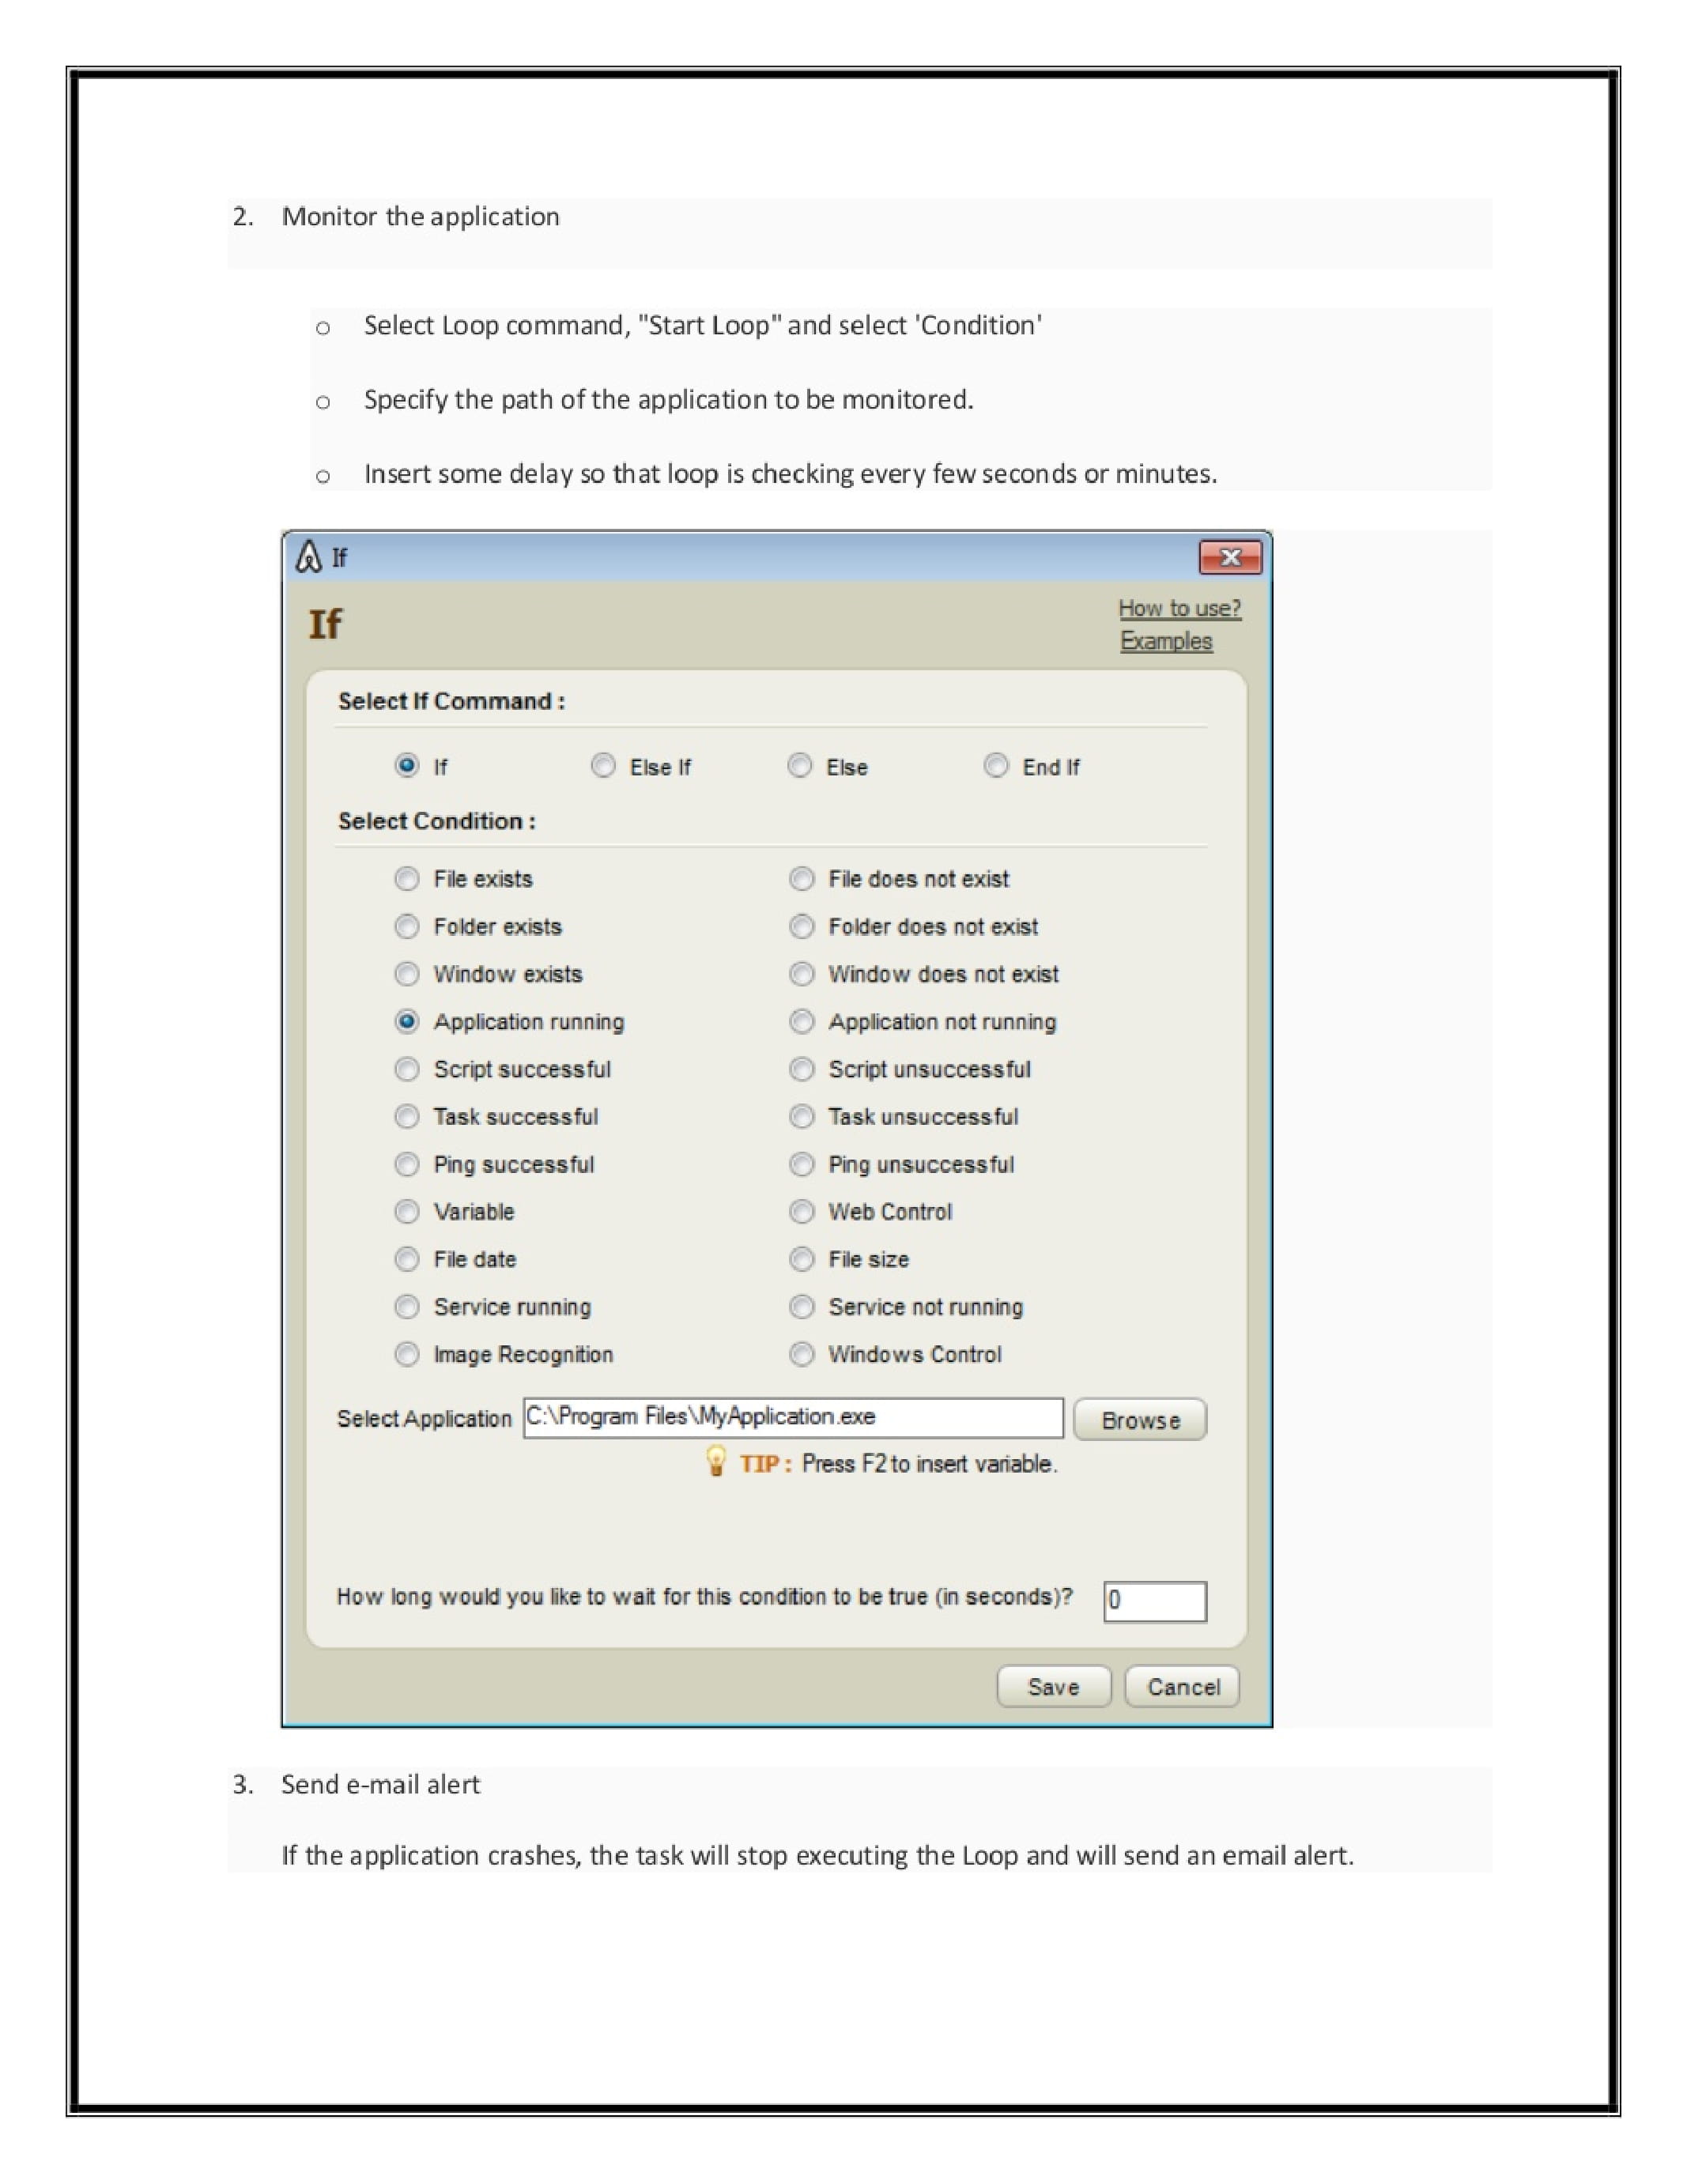 2. Monitor the application
o Select Loop command, "Start Loop" and select 'Condition'
o Specify the path of the application to be monitored.
o Insert some delay so that loop is checking every few seconds or minutes.
If
If
How to use?
Examples
Select If Command :
If Else If Else End If
Select Condition :
File exists File does not exist
Folder exists Folder does not exist
Window exists Window does not exist
Application running Application not running
Script successful Script unsuccessful
Task successful Task unsuccessful
Ping successful Ping unsuccessful
Variable Web Control
File date File size
Service running Service not running
Image Recognition Windows Control
Select Application C:\Program Files\MyApplication.exe Browse
TIP : Press F2 to insert variable.
How long would you like to wait for this condition to be true (in seconds)? 0
Save Cancel
3. Send e-mail alert
If the application crashes, the task will stop executing the Loop and will send an email alert.